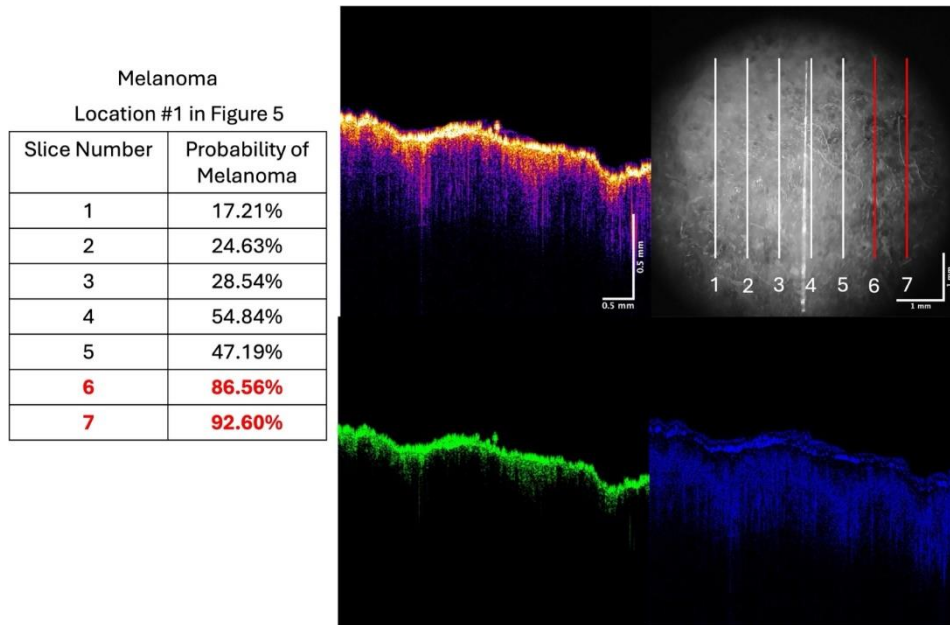 Melanoma
Location #1 in Figure 5
Slice Number Probability of Melanoma
1 17.21%
2 24.63%
3 28.54%
4 54.84%
5 47.19%
6 86.56%
7 92.60%
0.5 mm
0.5 mm
1 2 3 4 5 6 7
1 mm